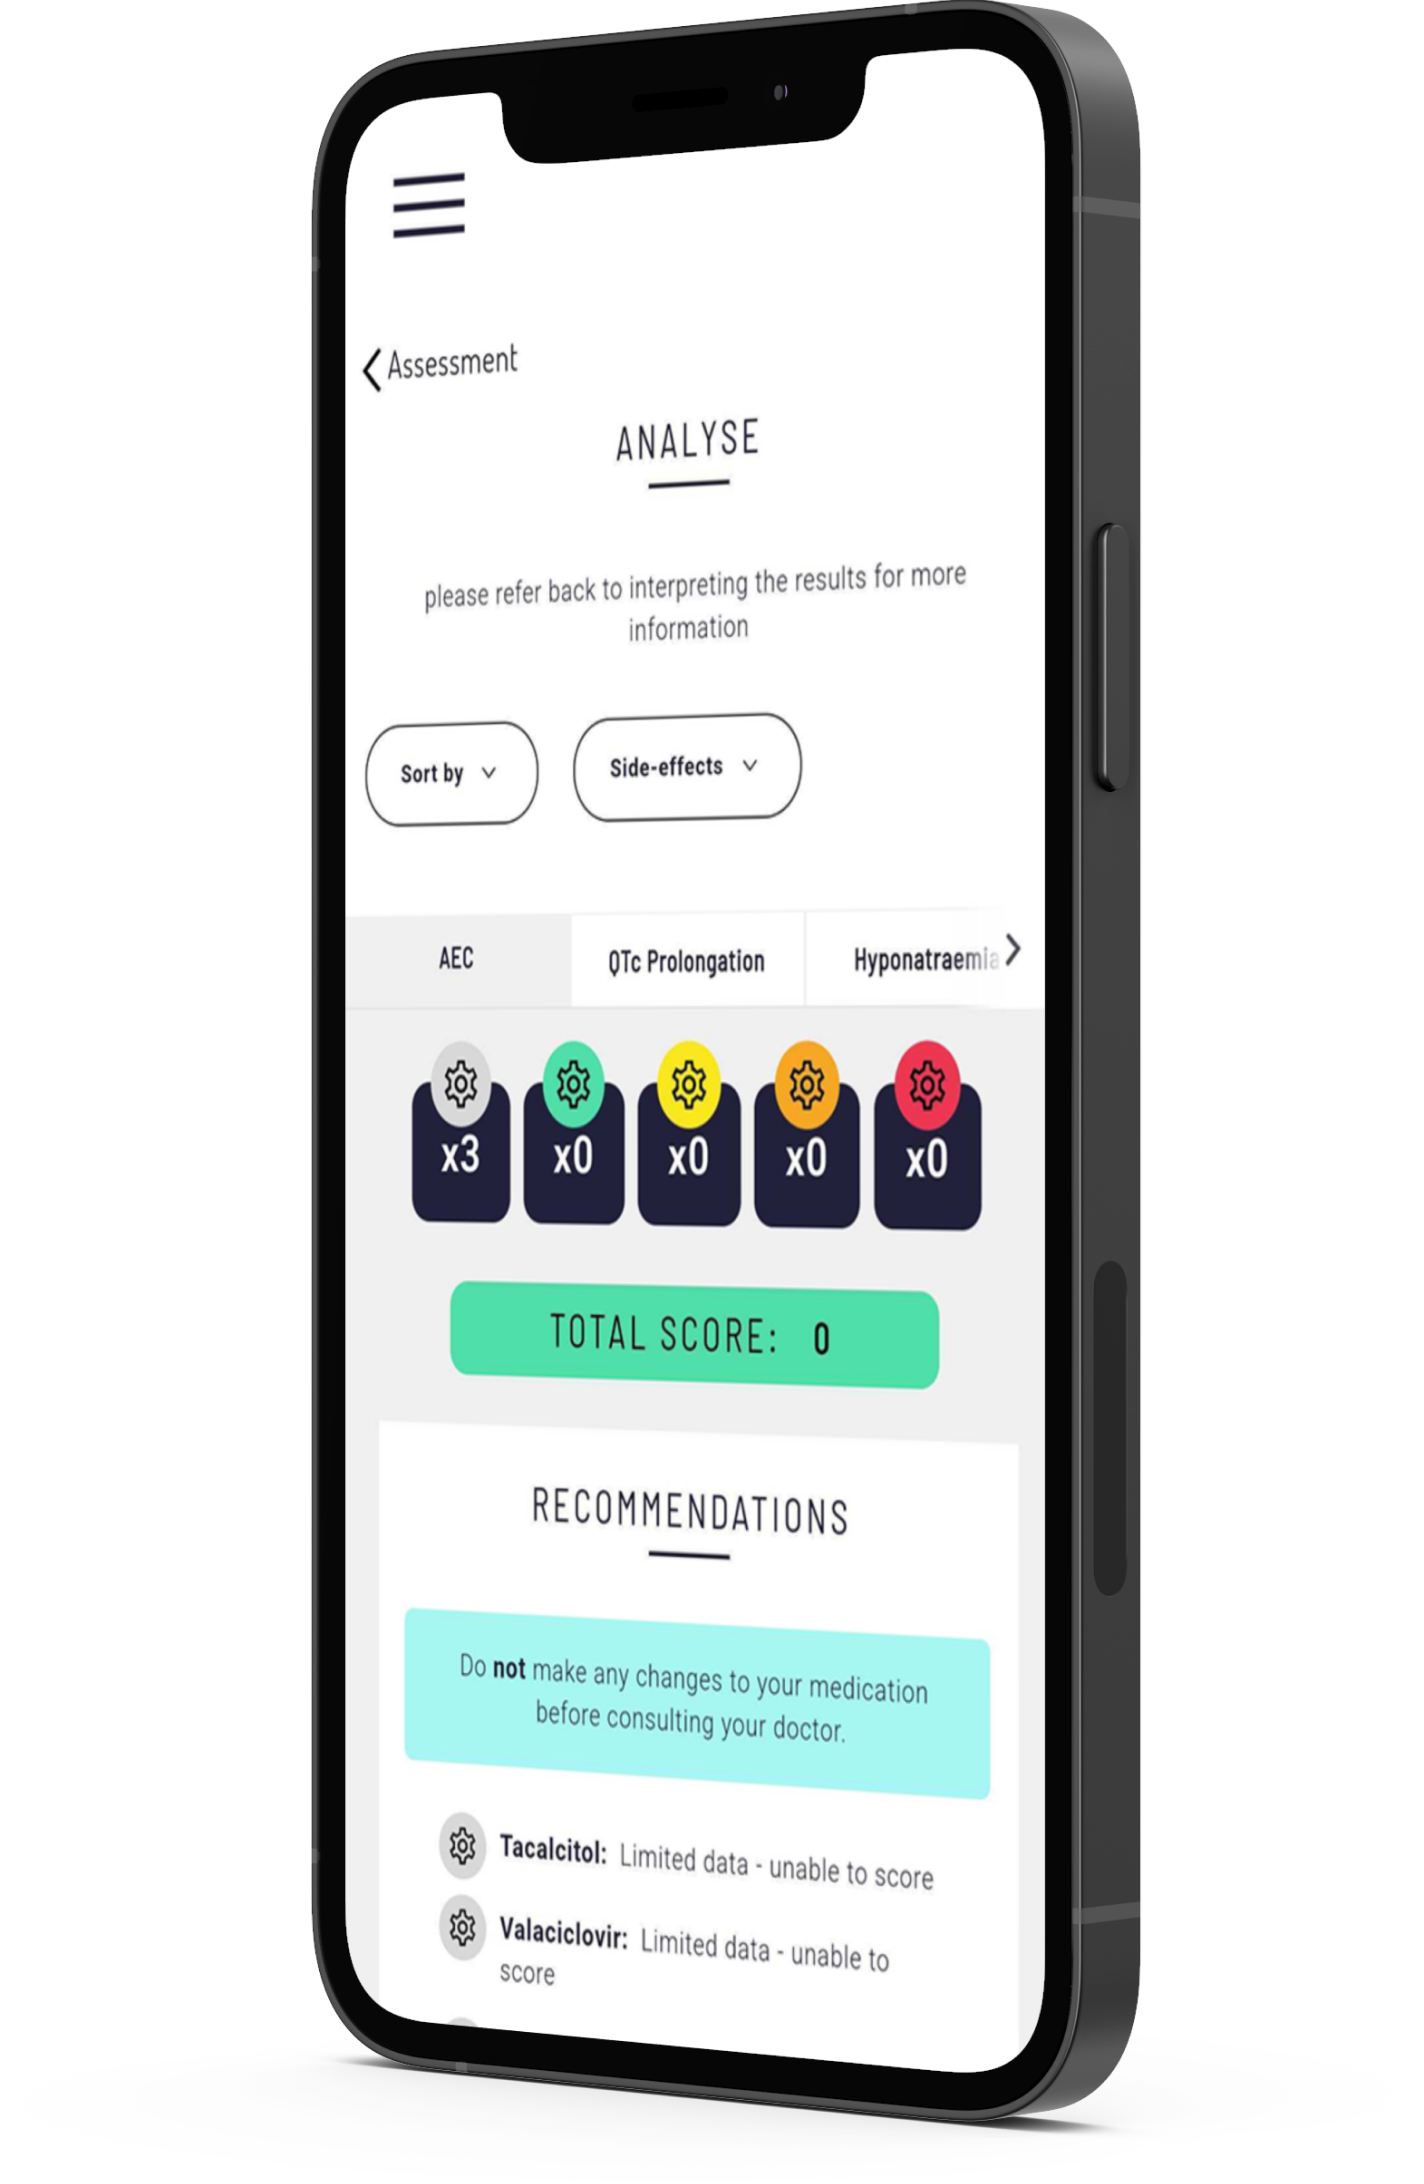 Assessment
ANALYSE
please refer back to interpreting the results for more
information
Sort by
Side-effects
AEC
QTc Prolongation
Hyponatraemia
x3
x0
x0
x0
x0
TOTAL SCORE: 0
RECOMMENDATIONS
Do not make any changes to your medication
before consulting your doctor.
Tacalcitol: Limited data - unable to score
Valaciclovir: Limited data - unable to
score